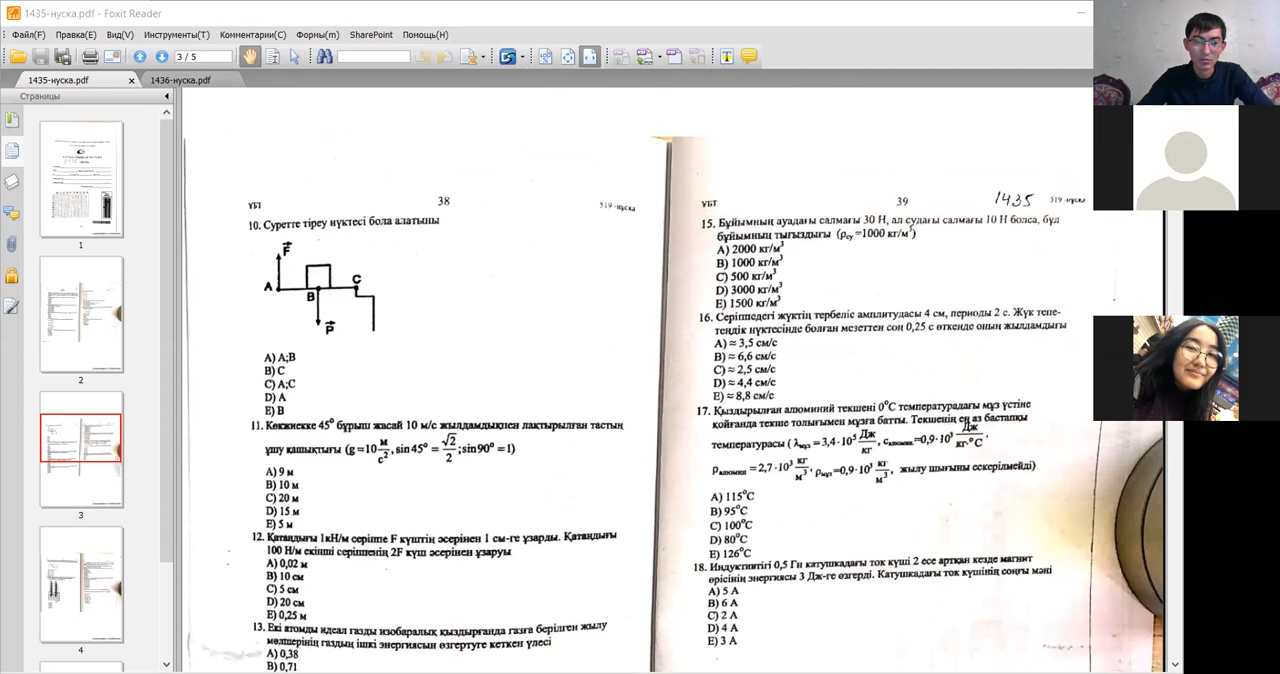 1435-нуска.pdf - Foxit Reader
Файл(F) Правка(E) Вид(V) Инструменты(T) Комментарии(C) Формы(m) SharePoint Помощь(H)
3 / 5
1435-нуска.pdf × 1436-нуска.pdf
Страницы
1
2
3
4
ҰБТ 38 519-нұсқа
10. Суретте тіреу нүктесі бола алатыны
F
A B C
P
A) A;B
B) C
C) A;C
D) A
E) B
11. Көкжиекке 45° бұрыш жасай 10 м/с жылдамдықпен лақтырылған тастың
ұшу қашықтығы (g=10 м/с², sin45° = √2/2; sin90° = 1)
A) 9 м
B) 10 м
C) 20 м
D) 15 м
E) 5 м
12. Қатаңдығы 1кН/м серіппе F күштің әсерінен 1 см-ге ұзарды. Қатаңдығы
100 Н/м екінші серіппенің 2F күш әсерінен ұзаруы
A) 0,02 м
B) 10 см
C) 5 см
D) 20 см
E) 0,25 м
13. Екі атомды идеал газды изобаралық қыздырғанда газға берілген жылу
мөлшерінің газдың ішкі энергиясын өзгертуге кеткен үлесі
A) 0,38
B) 0,71
ҰБТ 39 1435 519-нұсқа
15. Бұйымның ауадағы салмағы 30 Н, ал судағы салмағы 10 Н болса, бұл
бұйымның тығыздығы (ρсу =1000 кг/м³)
A) 2000 кг/м³
B) 1000 кг/м³
C) 500 кг/м³
D) 3000 кг/м³
E) 1500 кг/м³
16. Серіппедегі жүктің тербеліс амплитудасы 4 см, периоды 2 с. Жүк тепе-
теңдік нүктесінде болған мезеттен соң 0,25 с өткенде оның жылдамдығы
A) ≈ 3,5 см/с
B) ≈ 6,6 см/с
C) ≈ 2,5 см/с
D) ≈ 4,4 см/с
E) ≈ 8,8 см/с
17. Қыздырылған алюминий текшені 0°C температурадағы мұз үстіне
қойғанда текше толығымен мұзға батты. Текшенің ең аз бастапқы
температурасы (λмұз = 3,4·10⁵ Дж/кг, cалюмин =0,9·10³ Дж/кг·°C,
ρалюмин = 2,7·10³ кг/м³, ρмұз =0,9·10³ кг/м³, жылу шығыны ескерілмейді)
A) 115°C
B) 95°C
C) 100°C
D) 80°C
E) 126°C
18. Индуктивтігі 0,5 Гн катушкадағы ток күші 2 есе артқан кезде магнит
өрісінің энергиясы 3 Дж-ге өзгерді. Катушкадағы ток күшінің соңғы мәні
A) 5 A
B) 6 A
C) 2 A
D) 4 A
E) 3 A